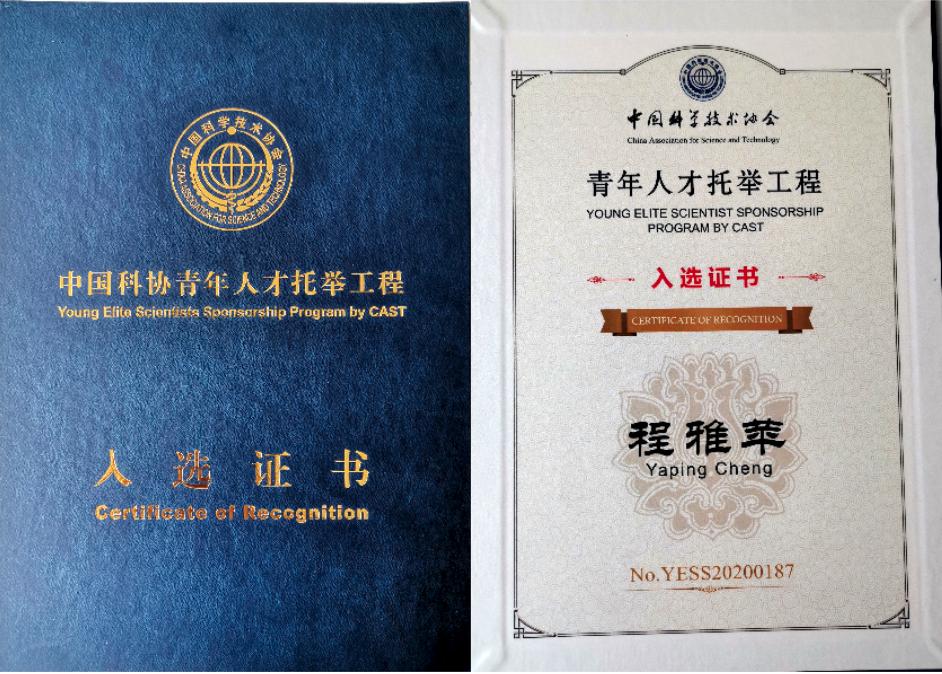 中国科学技术协会
CHINA ASSOCIATION FOR SCIENCE AND TECHNOLOGY
中国科协青年人才托举工程
Young Elite Scientists Sponsorship Program by CAST
入选证书
Certificate of Recognition
中国科学技术协会
China Association for Science and Technology
青年人才托举工程
YOUNG ELITE SCIENTIST SPONSORSHIP
PROGRAM BY CAST
入选证书
CERTIFICATE OF RECOGNITION
程雅苹
Yaping Cheng
No.YESS20200187